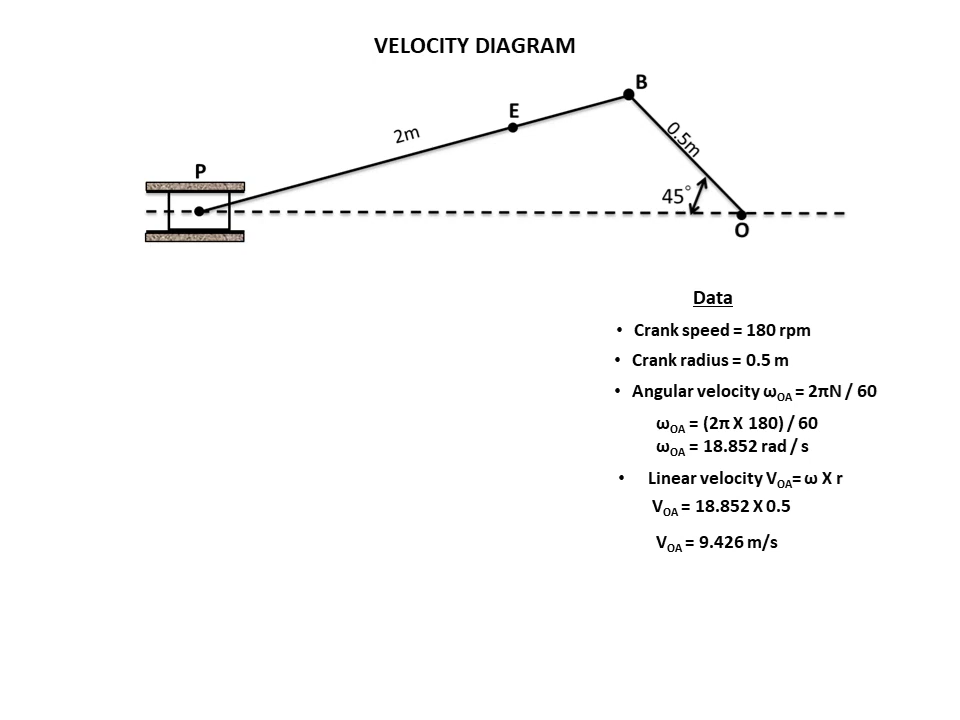 VELOCITY DIAGRAM
B
E
2m
0.5m
P
45°
O
Data
• Crank speed = 180 rpm
• Crank radius = 0.5 m
• Angular velocity ωOA = 2πN / 60
ωOA = (2π X 180) / 60
ωOA = 18.852 rad / s
• Linear velocity VOA= ω X r
VOA = 18.852 X 0.5
VOA = 9.426 m/s